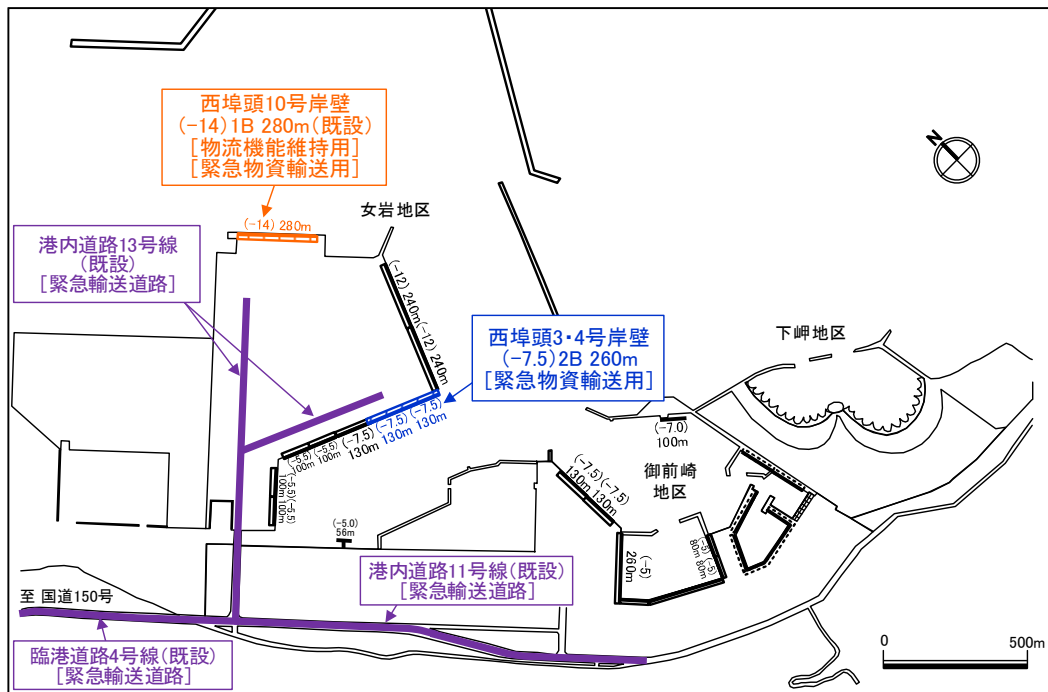 西埠頭10号岸壁
(-14)1B 280m(既設)
[物流機能維持用]
[緊急物資輸送用]
N
女岩地区
(-14) 280m
港内道路13号線
(既設)
[緊急輸送道路]
(-12) 240m
(-12) 240m
西埠頭3・4号岸壁
(-7.5)2B 260m
[緊急物資輸送用]
下岬地区
(-7.5)
130m
(-7.5)
130m
(-7.5)
130m
(-5.5)
100m
(-5.5)
100m
(-5.5)
100m
(-5.5)
100m
(-5.0)
56m
(-7.0)
100m
御前崎
地区
(-7.5)
130m
(-7.5)
130m
(-5)
260m
(-5)
80m
(-5)
80m
港内道路11号線(既設)
[緊急輸送道路]
至 国道150号
臨港道路4号線(既設)
[緊急輸送道路]
0 500m